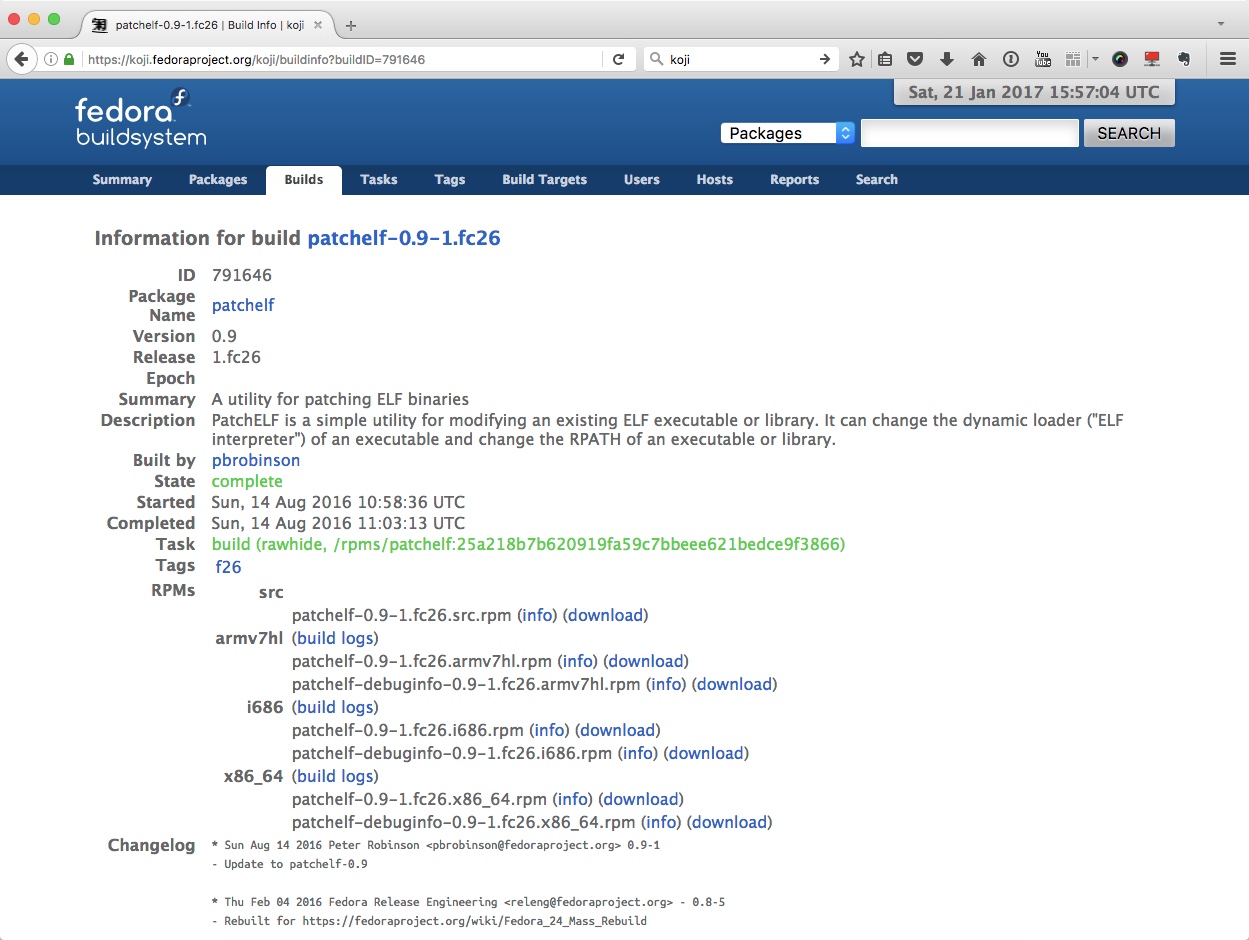 patchelf-0.9-1.fc26 | Build Info | koji
https://koji.fedoraproject.org/koji/buildinfo?buildID=791646
koji
You Tube
Sat, 21 Jan 2017 15:57:04 UTC
fedora
buildsystem
Packages
SEARCH
Summary Packages Builds Tasks Tags Build Targets Users Hosts Reports Search
Information for build patchelf-0.9-1.fc26
ID 791646
Package Name patchelf
Version 0.9
Release 1.fc26
Epoch
Summary A utility for patching ELF binaries
Description PatchELF is a simple utility for modifying an existing ELF executable or library. It can change the dynamic loader ("ELF
interpreter") of an executable and change the RPATH of an executable or library.
Built by pbrobinson
State complete
Started Sun, 14 Aug 2016 10:58:36 UTC
Completed Sun, 14 Aug 2016 11:03:13 UTC
Task build (rawhide, /rpms/patchelf:25a218b7b620919fa59c7bbeee621bedce9f3866)
Tags f26
RPMs src
patchelf-0.9-1.fc26.src.rpm (info) (download)
armv7hl (build logs)
patchelf-0.9-1.fc26.armv7hl.rpm (info) (download)
patchelf-debuginfo-0.9-1.fc26.armv7hl.rpm (info) (download)
i686 (build logs)
patchelf-0.9-1.fc26.i686.rpm (info) (download)
patchelf-debuginfo-0.9-1.fc26.i686.rpm (info) (download)
x86_64 (build logs)
patchelf-0.9-1.fc26.x86_64.rpm (info) (download)
patchelf-debuginfo-0.9-1.fc26.x86_64.rpm (info) (download)
Changelog * Sun Aug 14 2016 Peter Robinson <pbrobinson@fedoraproject.org> 0.9-1
- Update to patchelf-0.9
* Thu Feb 04 2016 Fedora Release Engineering <releng@fedoraproject.org> - 0.8-5
- Rebuilt for https://fedoraproject.org/wiki/Fedora_24_Mass_Rebuild